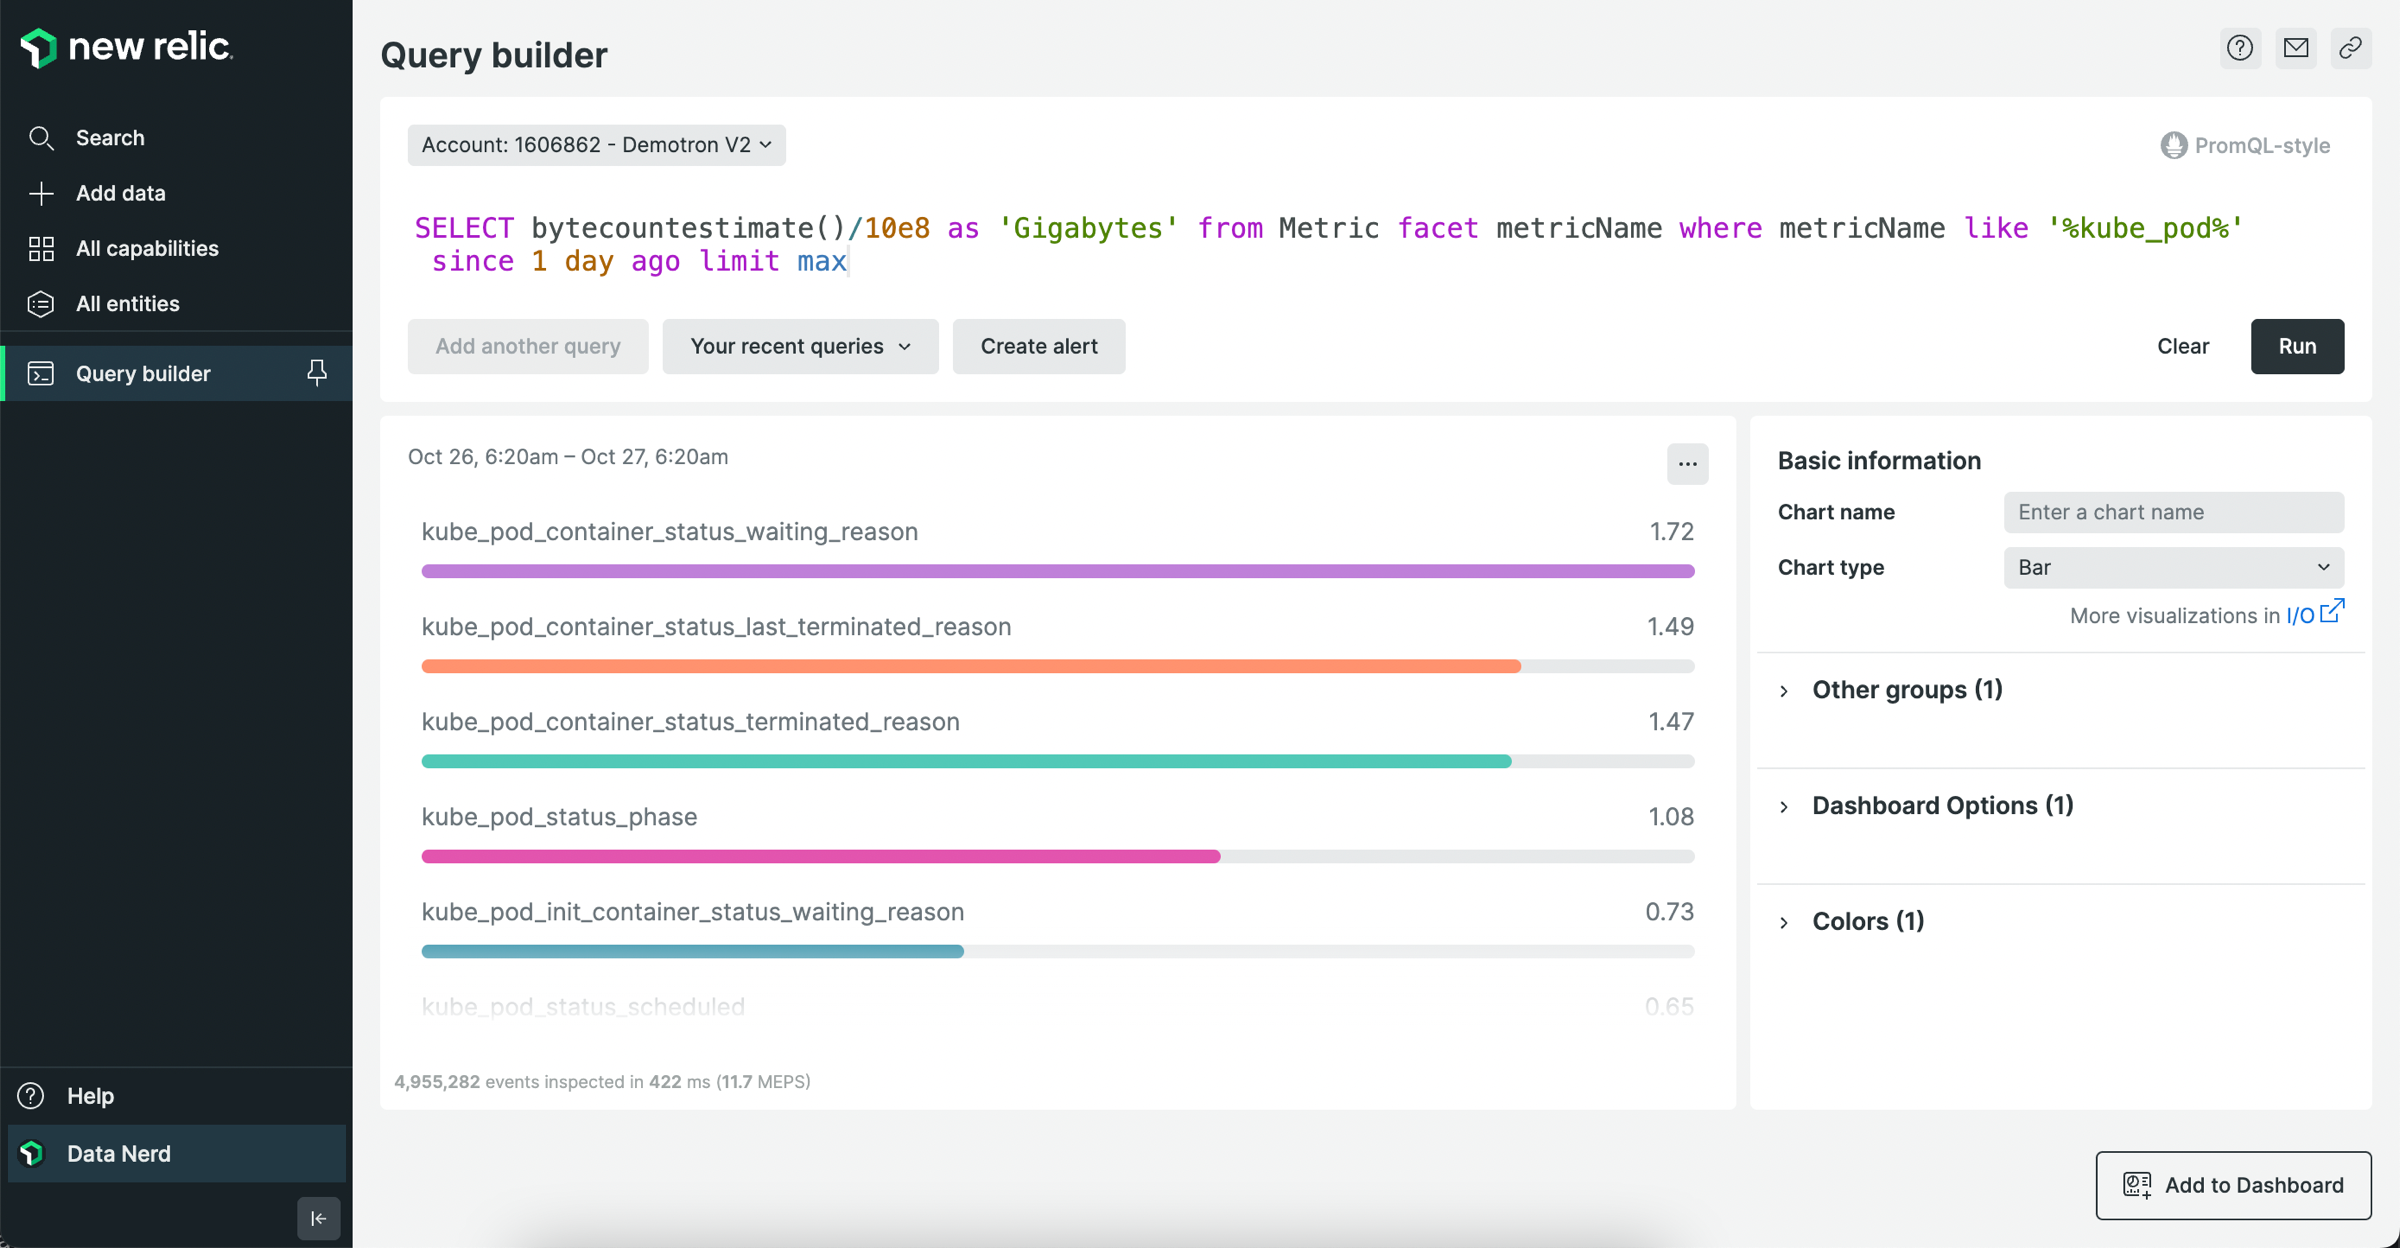 new relic.
Search
Add data
All capabilities
All entities
Query builder
Help
Data Nerd
Query builder
Account: 1606862 - Demotron V2
PromQL-style
SELECT bytecountestimate()/10e8 as 'Gigabytes' from Metric facet metricName where metricName like '%kube_pod%'
since 1 day ago limit max
Add another query
Your recent queries
Create alert
Clear
Run
Oct 26, 6:20am – Oct 27, 6:20am
kube_pod_container_status_waiting_reason 1.72
kube_pod_container_status_last_terminated_reason 1.49
kube_pod_container_status_terminated_reason 1.47
kube_pod_status_phase 1.08
kube_pod_init_container_status_waiting_reason 0.73
kube_pod_status_scheduled 0.65
4,955,282 events inspected in 422 ms (11.7 MEPS)
Basic information
Chart name Enter a chart name
Chart type Bar
More visualizations in I/O
Other groups (1)
Dashboard Options (1)
Colors (1)
Add to Dashboard